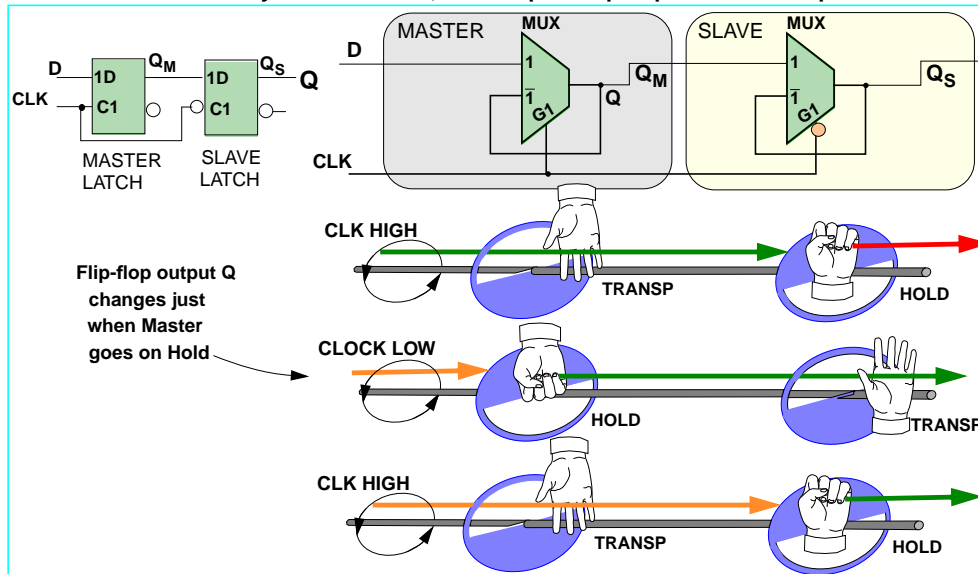 MASTER
MUX
SLAVE
MUX
D
1D
QM
1D
QS
Q
CLK
C1
C1
MASTER
LATCH
SLAVE
LATCH
D
1
1
G1
Q
QM
1
1
G1
QS
CLK
CLK HIGH
TRANSP
HOLD
Flip-flop output Q
changes just
when Master
goes on Hold
CLOCK LOW
HOLD
TRANSP
CLK HIGH
TRANSP
HOLD